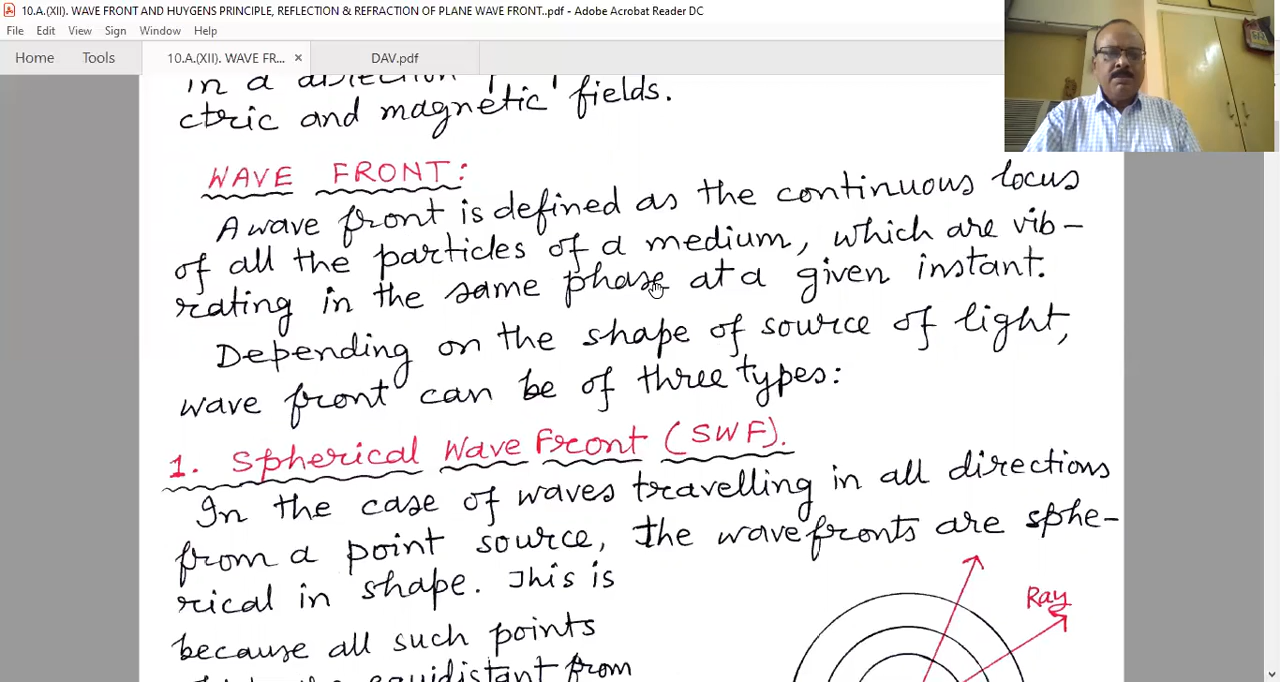 10.A.(XII). WAVE FRONT AND HUYGENS PRINCIPLE, REFLECTION & REFRACTION OF PLANE WAVE FRONT..pdf - Adobe Acrobat Reader DC
File Edit View Sign Window Help
Home Tools 10.A.(XII). WAVE FR... × DAV.pdf
in a direction
ctric and magnetic fields.
WAVE FRONT:
A wave front is defined as the continuous locus
of all the particles of a medium, which are vib-
rating in the same phase at a given instant.
Depending on the shape of source of light,
wave front can be of three types:
1. Spherical Wave Front (SWF).
In the case of waves travelling in all directions
from a point source, the wavefronts are sphe-
rical in shape. This is
because all such points
equidistant from
Ray